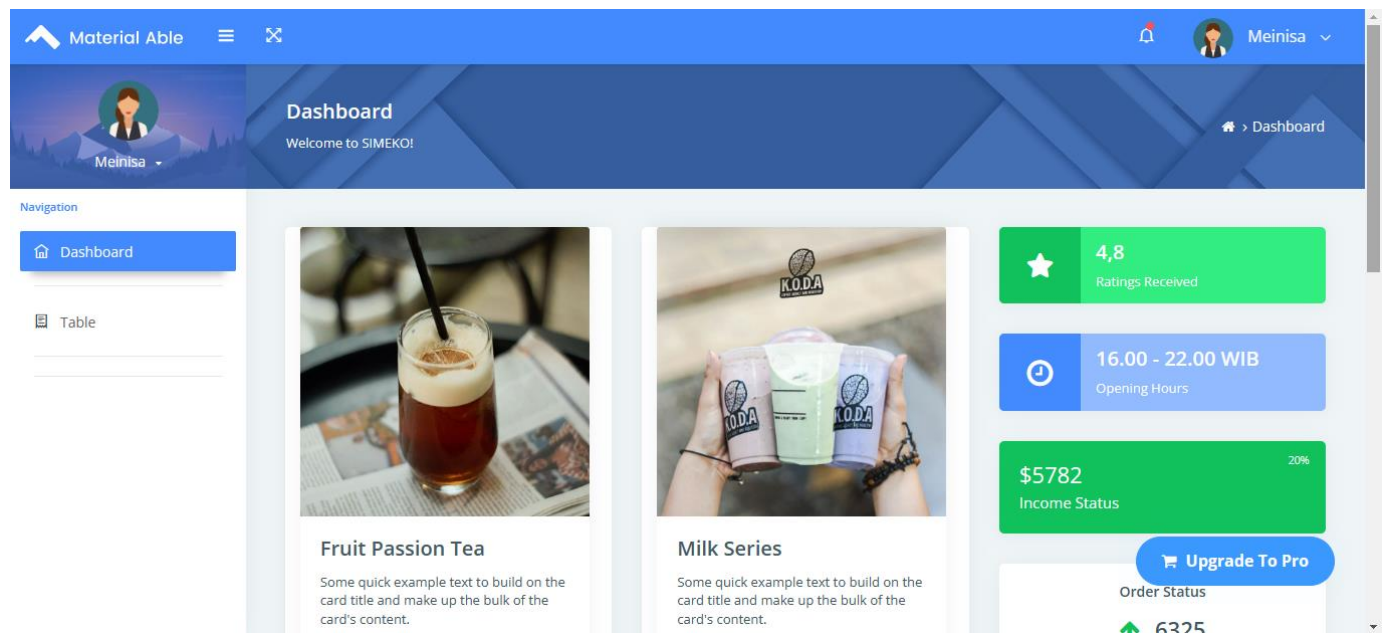 Material Able
Meinisa
Meinisa
Dashboard
Welcome to SIMEKO!
> Dashboard
Navigation
Dashboard
Table
K.O.D.A
K.O.D.A
K.O.D.A
Fruit Passion Tea
Some quick example text to build on the
card title and make up the bulk of the
card's content.
Milk Series
Some quick example text to build on the
card title and make up the bulk of the
card's content.
4,8
Ratings Received
16.00 - 22.00 WIB
Opening Hours
20%
$5782
Income Status
Upgrade To Pro
Order Status
6325